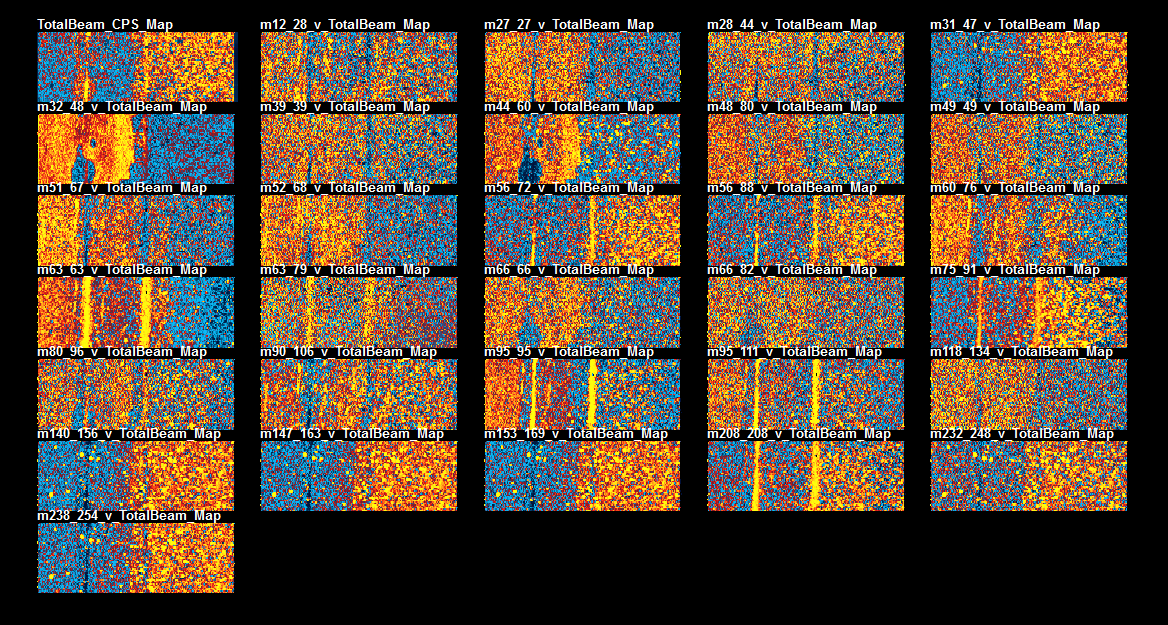 TotalBeam_CPS_Map m12_28_v_TotalBeam_Map m27_27_v_TotalBeam_Map m28_44_v_TotalBeam_Map m31_47_v_TotalBeam_Map
m32_48_v_TotalBeam_Map m39_39_v_TotalBeam_Map m44_60_v_TotalBeam_Map m48_80_v_TotalBeam_Map m49_49_v_TotalBeam_Map
m51_67_v_TotalBeam_Map m52_68_v_TotalBeam_Map m56_72_v_TotalBeam_Map m56_88_v_TotalBeam_Map m60_76_v_TotalBeam_Map
m63_63_v_TotalBeam_Map m63_79_v_TotalBeam_Map m66_66_v_TotalBeam_Map m66_82_v_TotalBeam_Map m75_91_v_TotalBeam_Map
m80_96_v_TotalBeam_Map m90_106_v_TotalBeam_Map m95_95_v_TotalBeam_Map m95_111_v_TotalBeam_Map m118_134_v_TotalBeam_Map
m140_156_v_TotalBeam_Map m147_163_v_TotalBeam_Map m153_169_v_TotalBeam_Map m208_208_v_TotalBeam_Map m232_248_v_TotalBeam_Map
m238_254_v_TotalBeam_Map